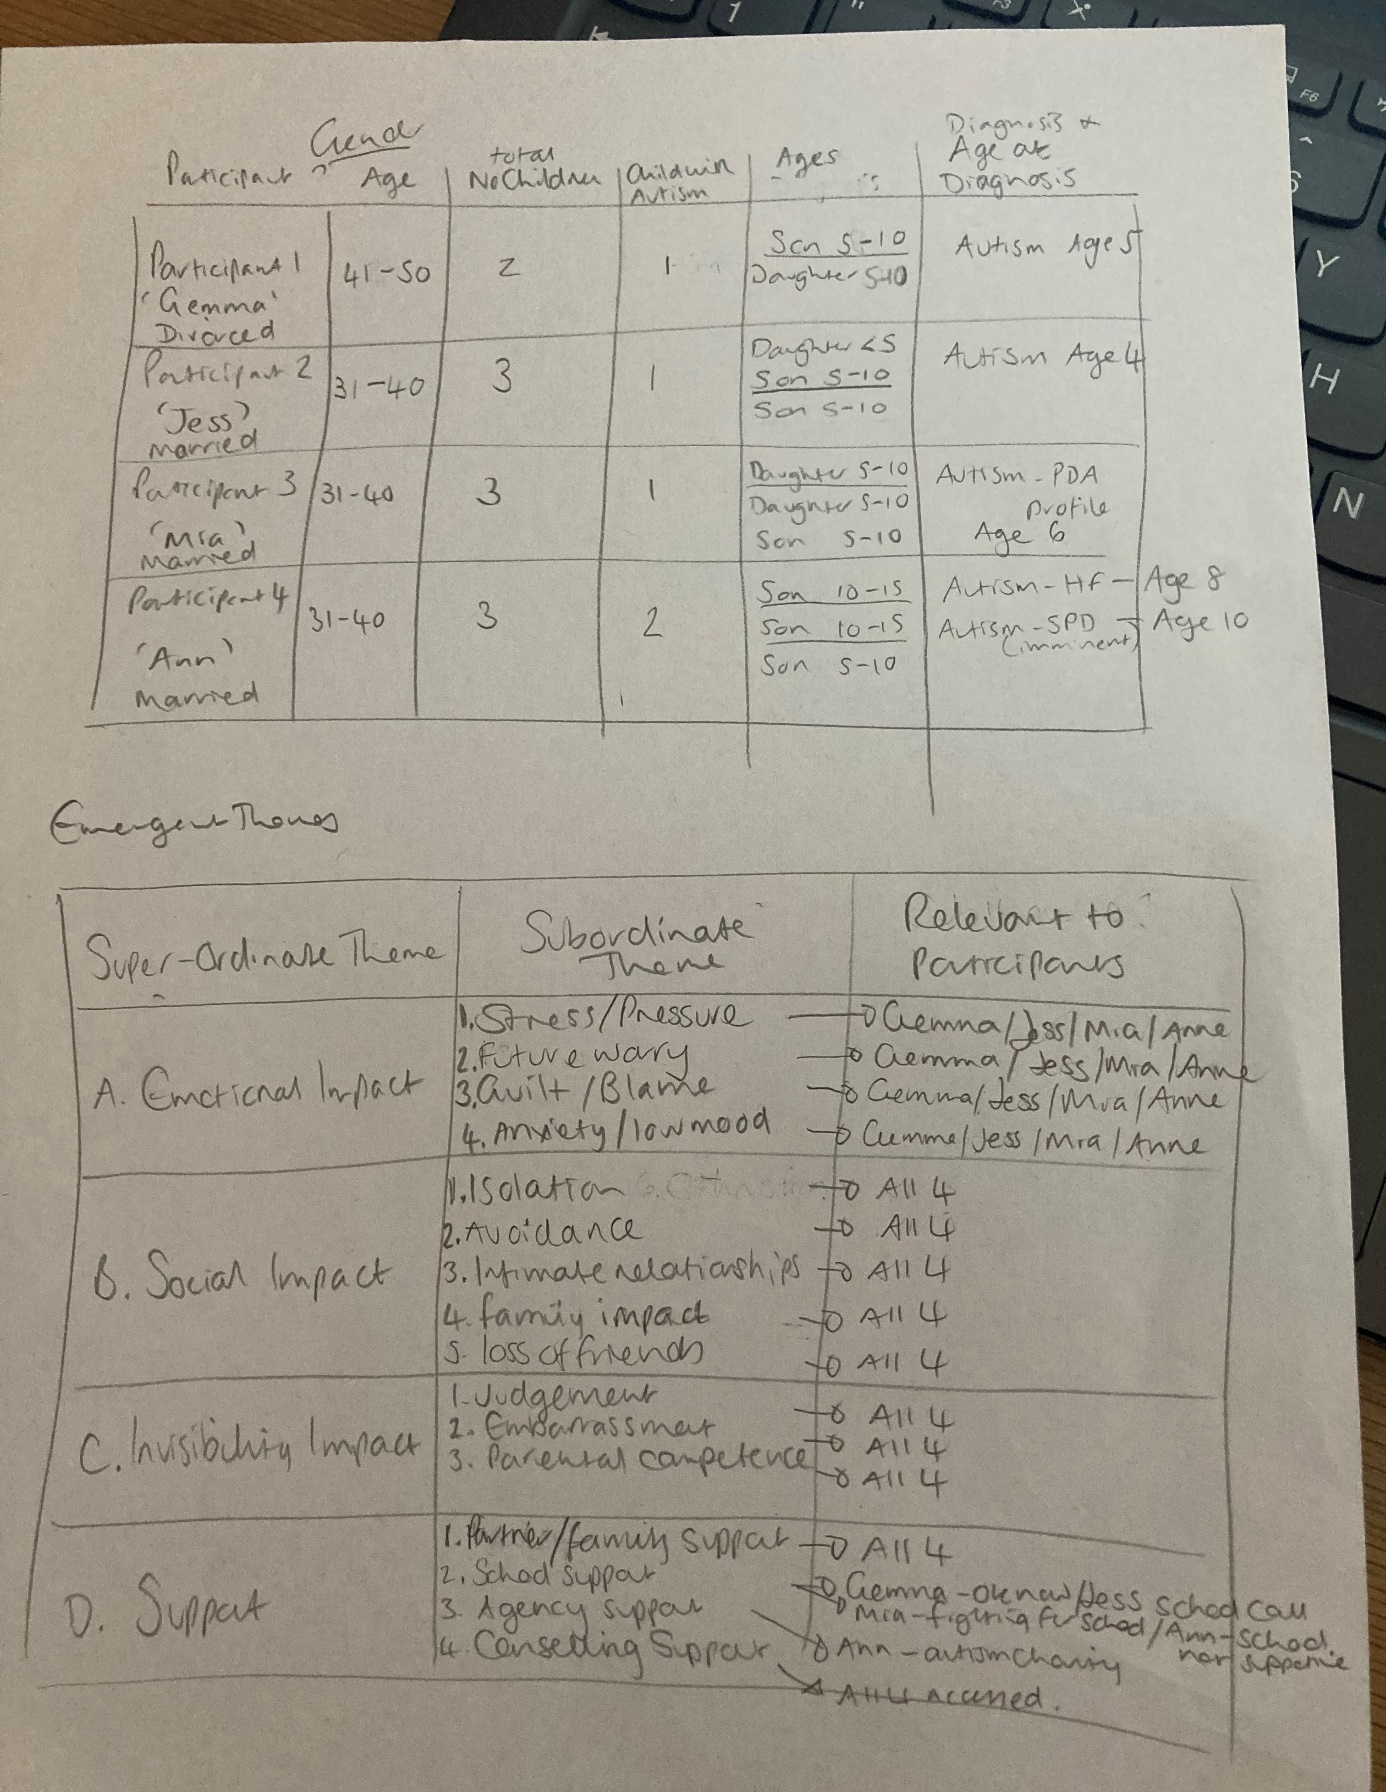 Gender
Participant ? Age
total
No Children
Child with
Autism
Ages
Diagnosis &
Age at
Diagnosis
Participant 1
'Gemma'
Divorced
41-50
2
1
Son 5-10
Daughter 5-10
Autism Age 5
Participant 2
'Jess'
Married
31-40
3
1
Daughter <5
Son 5-10
Son 5-10
Autism Age 4
Participant 3
'Mia'
Married
31-40
3
1
Daughter 5-10
Daughter 5-10
Son 5-10
Autism - PDA
Profile
Age 6
Participant 4
'Ann'
Married
31-40
3
2
Son 10-15
Son 10-15
Son 5-10
Autism - HF - Age 8
Autism - SPD - Age 10
(imminent)
Emergent Themes
Super-Ordinate Theme
Subordinate
Theme
Relevant to
Participants
A. Emotional Impact
1. Stress/Pressure
Gemma/Jess/Mia/Anne
2. Future wary
Gemma/Jess/Mia/Anne
3. Guilt/Blame
Gemma/Jess/Mia/Anne
4. Anxiety/low mood
Gemma/Jess/Mia/Anne
B. Social Impact
1. Isolation
All 4
2. Avoidance
All 4
3. Intimate relationships
All 4
4. family impact
All 4
5. loss of friends
All 4
C. Invisibility Impact
1. Judgement
All 4
2. Embarrassment
All 4
3. Parental competence
All 4
D. Support
1. Partner/family support
All 4
2. School support
Gemma - ok now/Jess School call
Mia - fighting for school/Ann - school
not supportive
3. Agency support
Ann - autism charity
4. Counselling Support
All 4 accessed.
1
F3
F6
6
Y
H
N